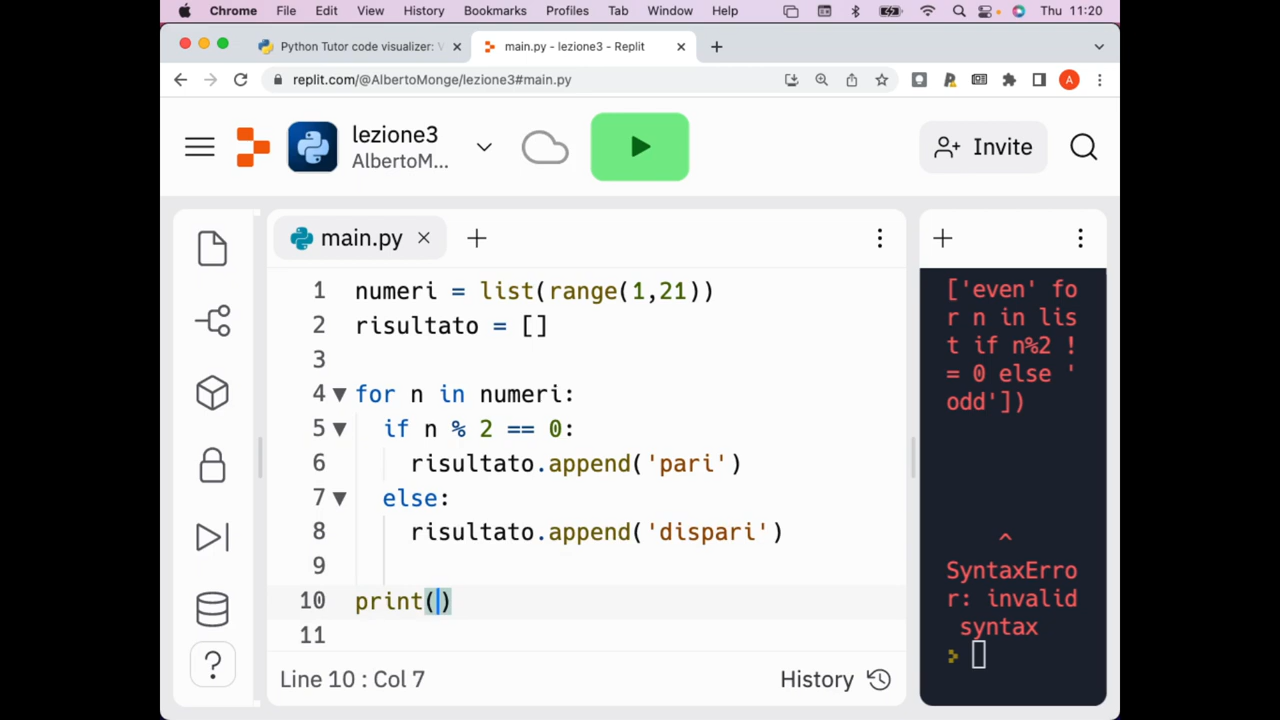 Chrome File Edit View History Bookmarks Profiles Tab Window Help Thu 11:20
Python Tutor code visualizer: main.py - lezione3 - Replit
replit.com/@AlbertoMonge/lezione3#main.py A
lezione3
AlbertoM...
Invite
main.py
1 numeri = list(range(1,21))
2 risultato = []
3
4 for n in numeri:
5 if n % 2 == 0:
6 risultato.append('pari')
7 else:
8 risultato.append('dispari')
9
10 print()
11
Line 10 : Col 7
History
['even' fo
r n in lis
t if n%2 !
= 0 else '
odd'])
^
SyntaxErro
r: invalid
syntax
>
?